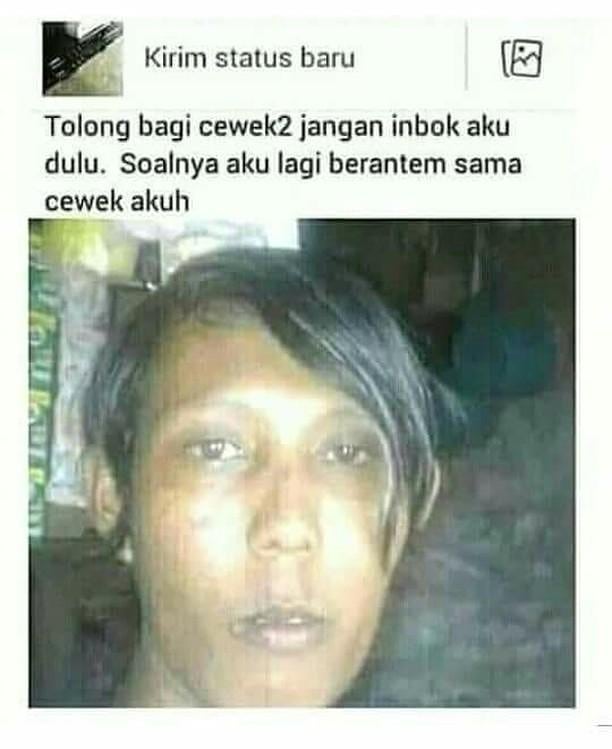 Kirim status baru
Tolong bagi cewek2 jangan inbok aku
dulu. Soalnya aku lagi berantem sama
cewek akuh